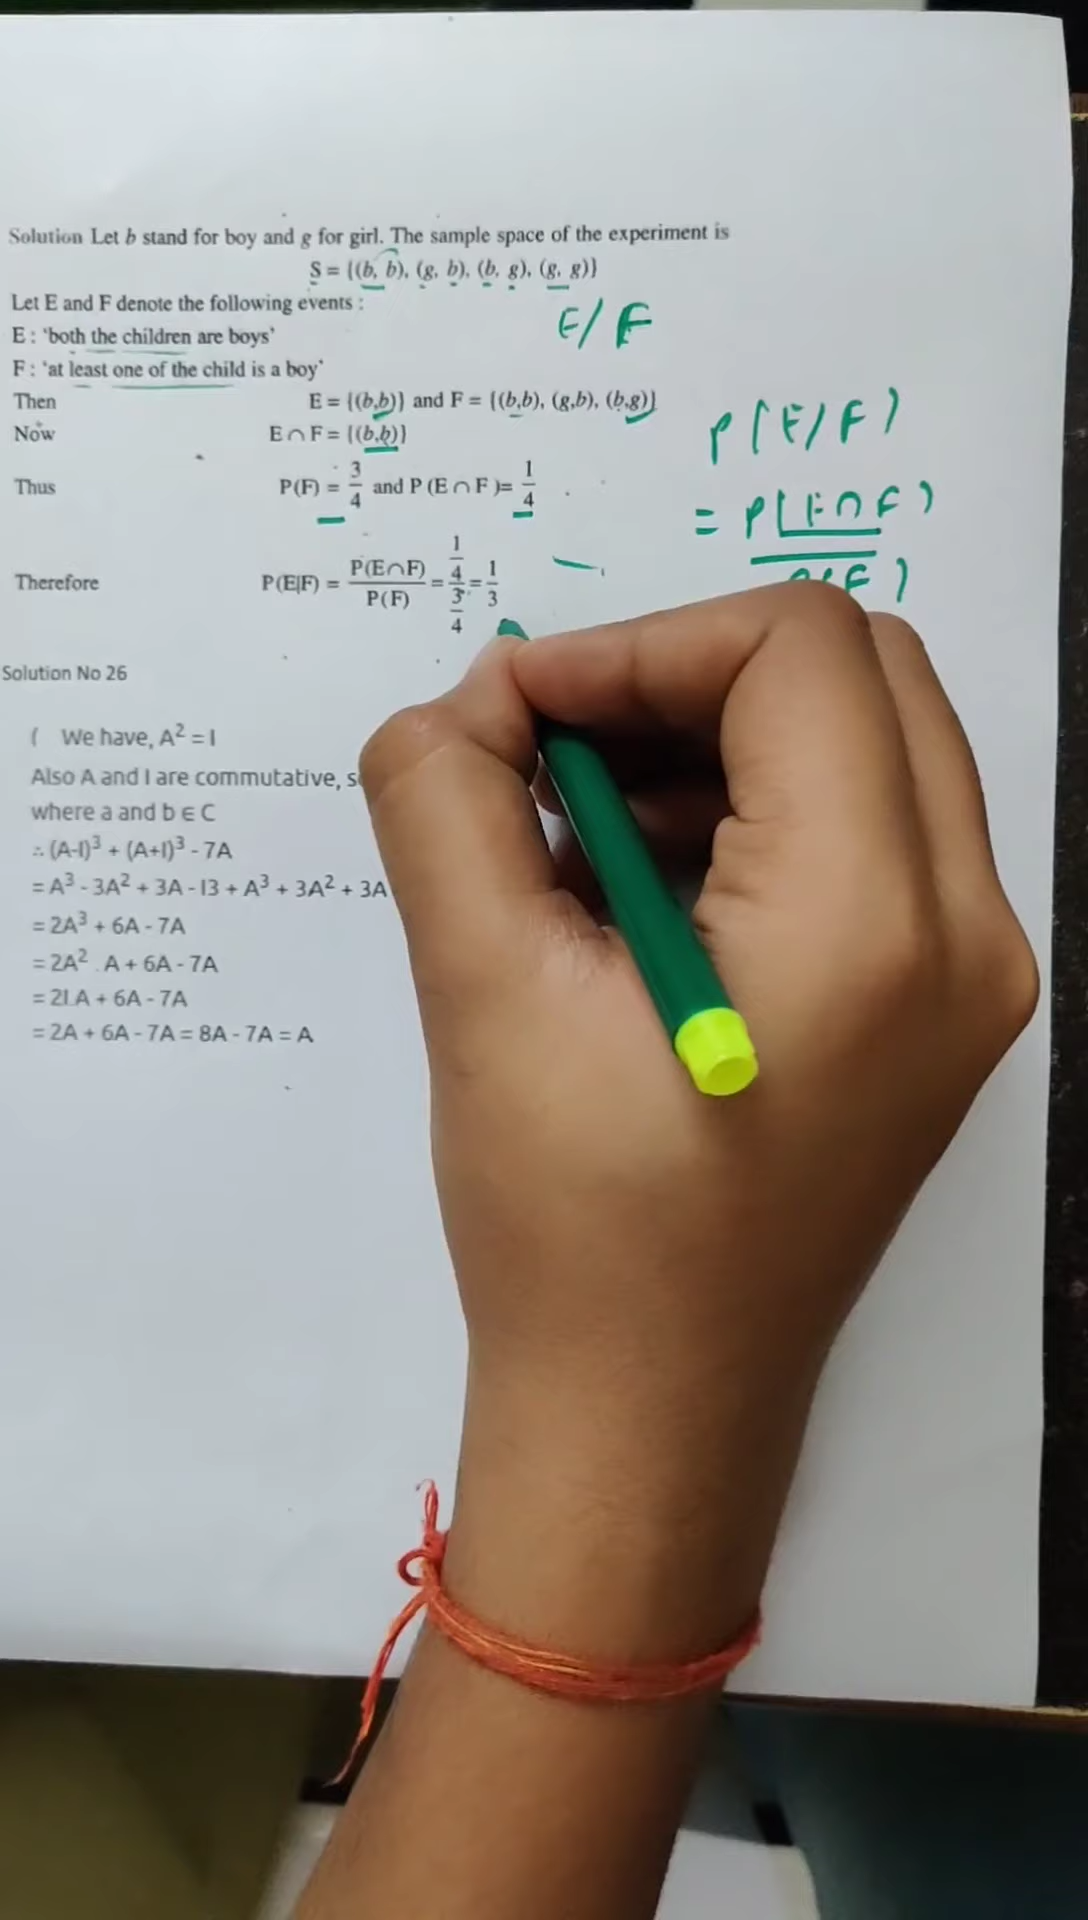 Solution Let b stand for boy and g for girl. The sample space of the experiment is
S = {(b, b), (g, b), (b, g), (g, g)}
Let E and F denote the following events :
E : 'both the children are boys'
E/F
F : 'at least one of the child is a boy'
Then E = {(b,b)} and F = {(b,b), (g,b), (b,g)}
P(E/F)
Now E ∩ F = {(b,b)}
Thus P(F) = 3/4 and P (E ∩ F )= 1/4
= P(E∩F)
Therefore P(E|F) = P(E∩F)/P(F) = (1/4)/(3/4) = 1/3
(F)
Solution No 26
( We have, A² = I
Also A and I are commutative,
where a and b ∈ C
∴ (A-I)³ + (A+I)³ - 7A
= A³ - 3A² + 3A - I3 + A³ + 3A² + 3A
= 2A³ + 6A - 7A
= 2A² . A + 6A - 7A
= 2I.A + 6A - 7A
= 2A + 6A - 7A = 8A - 7A = A